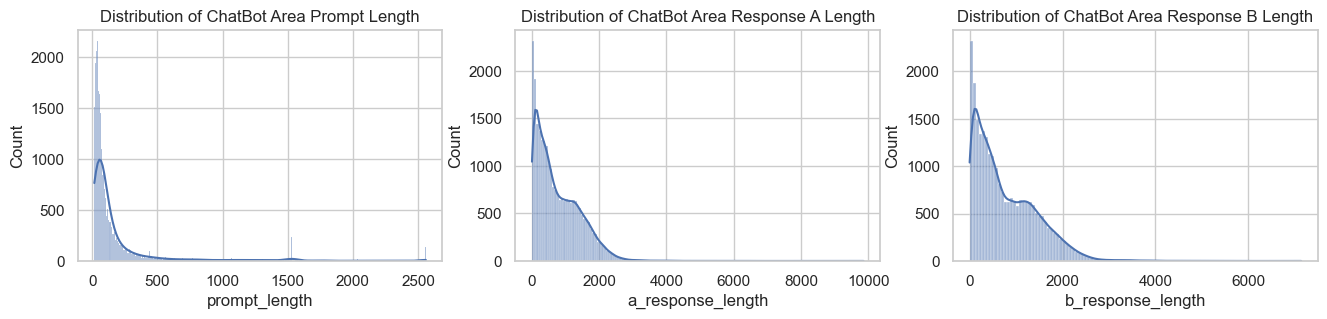 Distribution of ChatBot Area Prompt Length
2000
1500
1000
500
0
Count
0 500 1000 1500 2000 2500
prompt_length
Distribution of ChatBot Area Response A Length
2000
1500
1000
500
0
Count
0 2000 4000 6000 8000 10000
a_response_length
Distribution of ChatBot Area Response B Length
2000
1500
1000
500
0
Count
0 2000 4000 6000
b_response_length